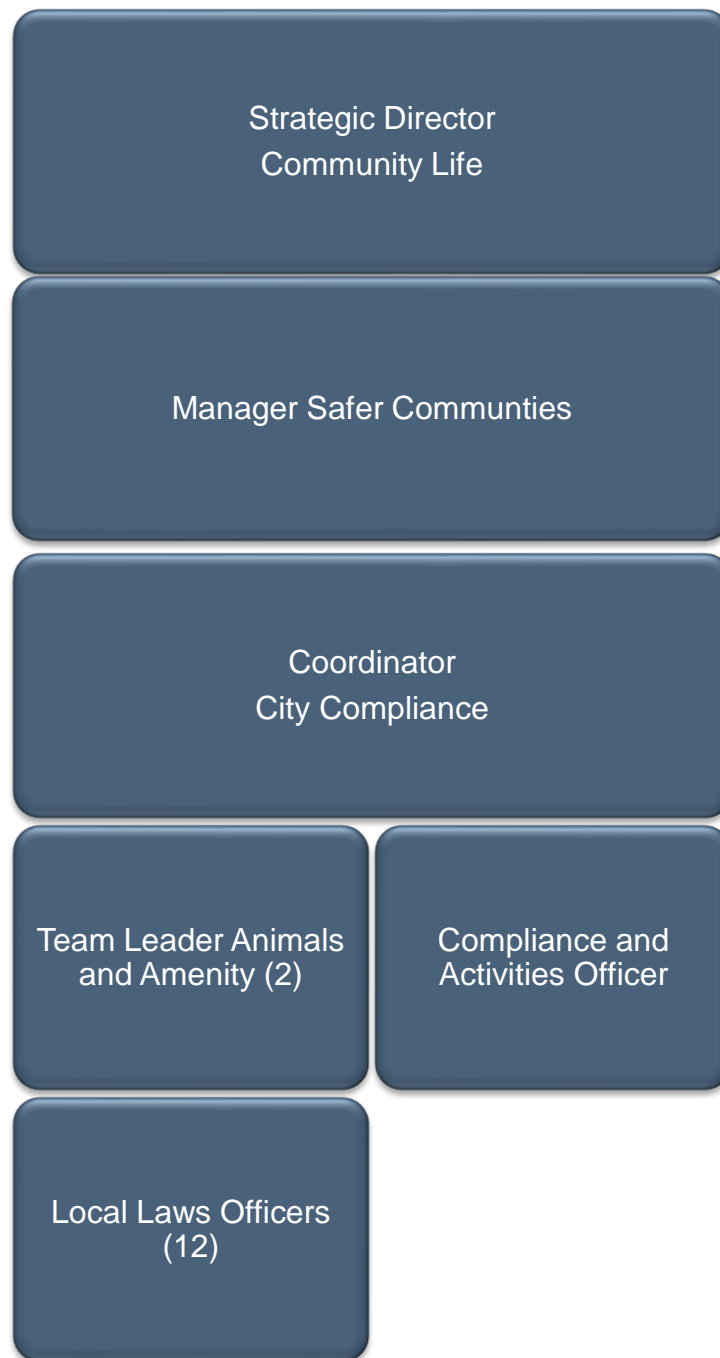 Strategic Director
Community Life
Manager Safer Communties
Coordinator
City Compliance
Team Leader Animals
and Amenity (2)
Compliance and
Activities Officer
Local Laws Officers
(12)